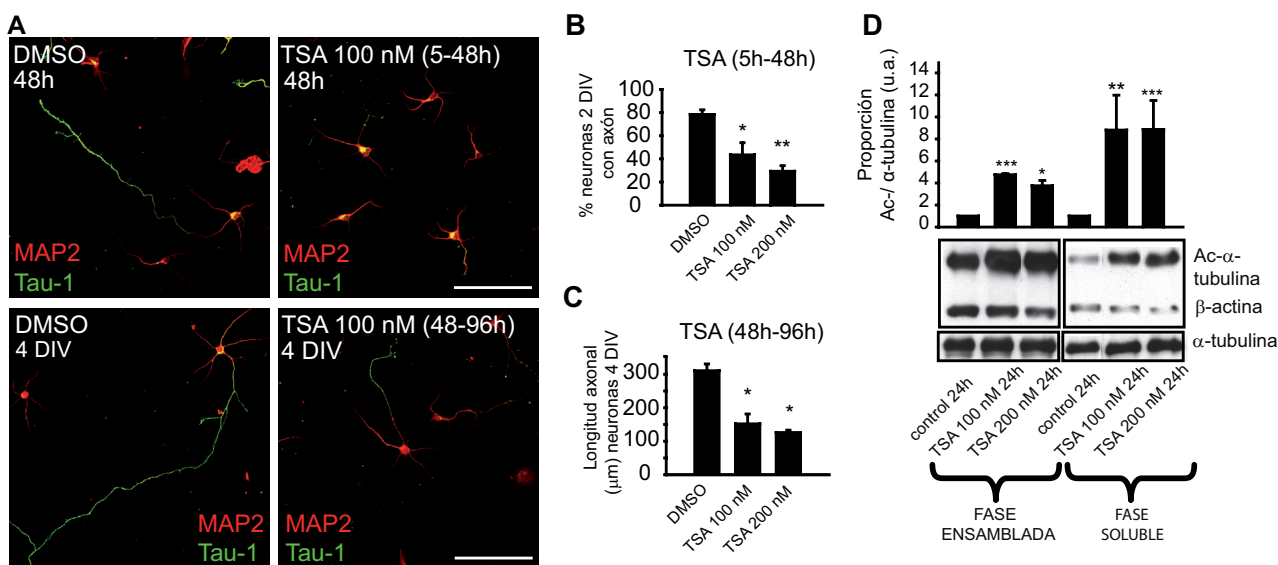 A
DMSO
48h
MAP2
Tau-1
TSA 100 nM (5-48h)
48h
MAP2
Tau-1
DMSO
4 DIV
MAP2
Tau-1
TSA 100 nM (48-96h)
4 DIV
MAP2
Tau-1
B
TSA (5h-48h)
% neuronas 2 DIV
con axón
100
80
60
40
20
0
*
**
DMSO
TSA 100 nM
TSA 200 nM
C
TSA (48h-96h)
Longitud axonal
(μm) neuronas 4 DIV
300
200
100
0
*
*
DMSO
TSA 100 nM
TSA 200 nM
D
Proporción
Ac-/ α-tubulina (u.a.)
14
12
10
8
6
4
2
0
***
*
**
***
Ac-α-
tubulina
β-actina
α-tubulina
control 24h
TSA 100 nM 24h
TSA 200 nM 24h
control 24h
TSA 100 nM 24h
TSA 200 nM 24h
FASE
ENSAMBLADA
FASE
SOLUBLE